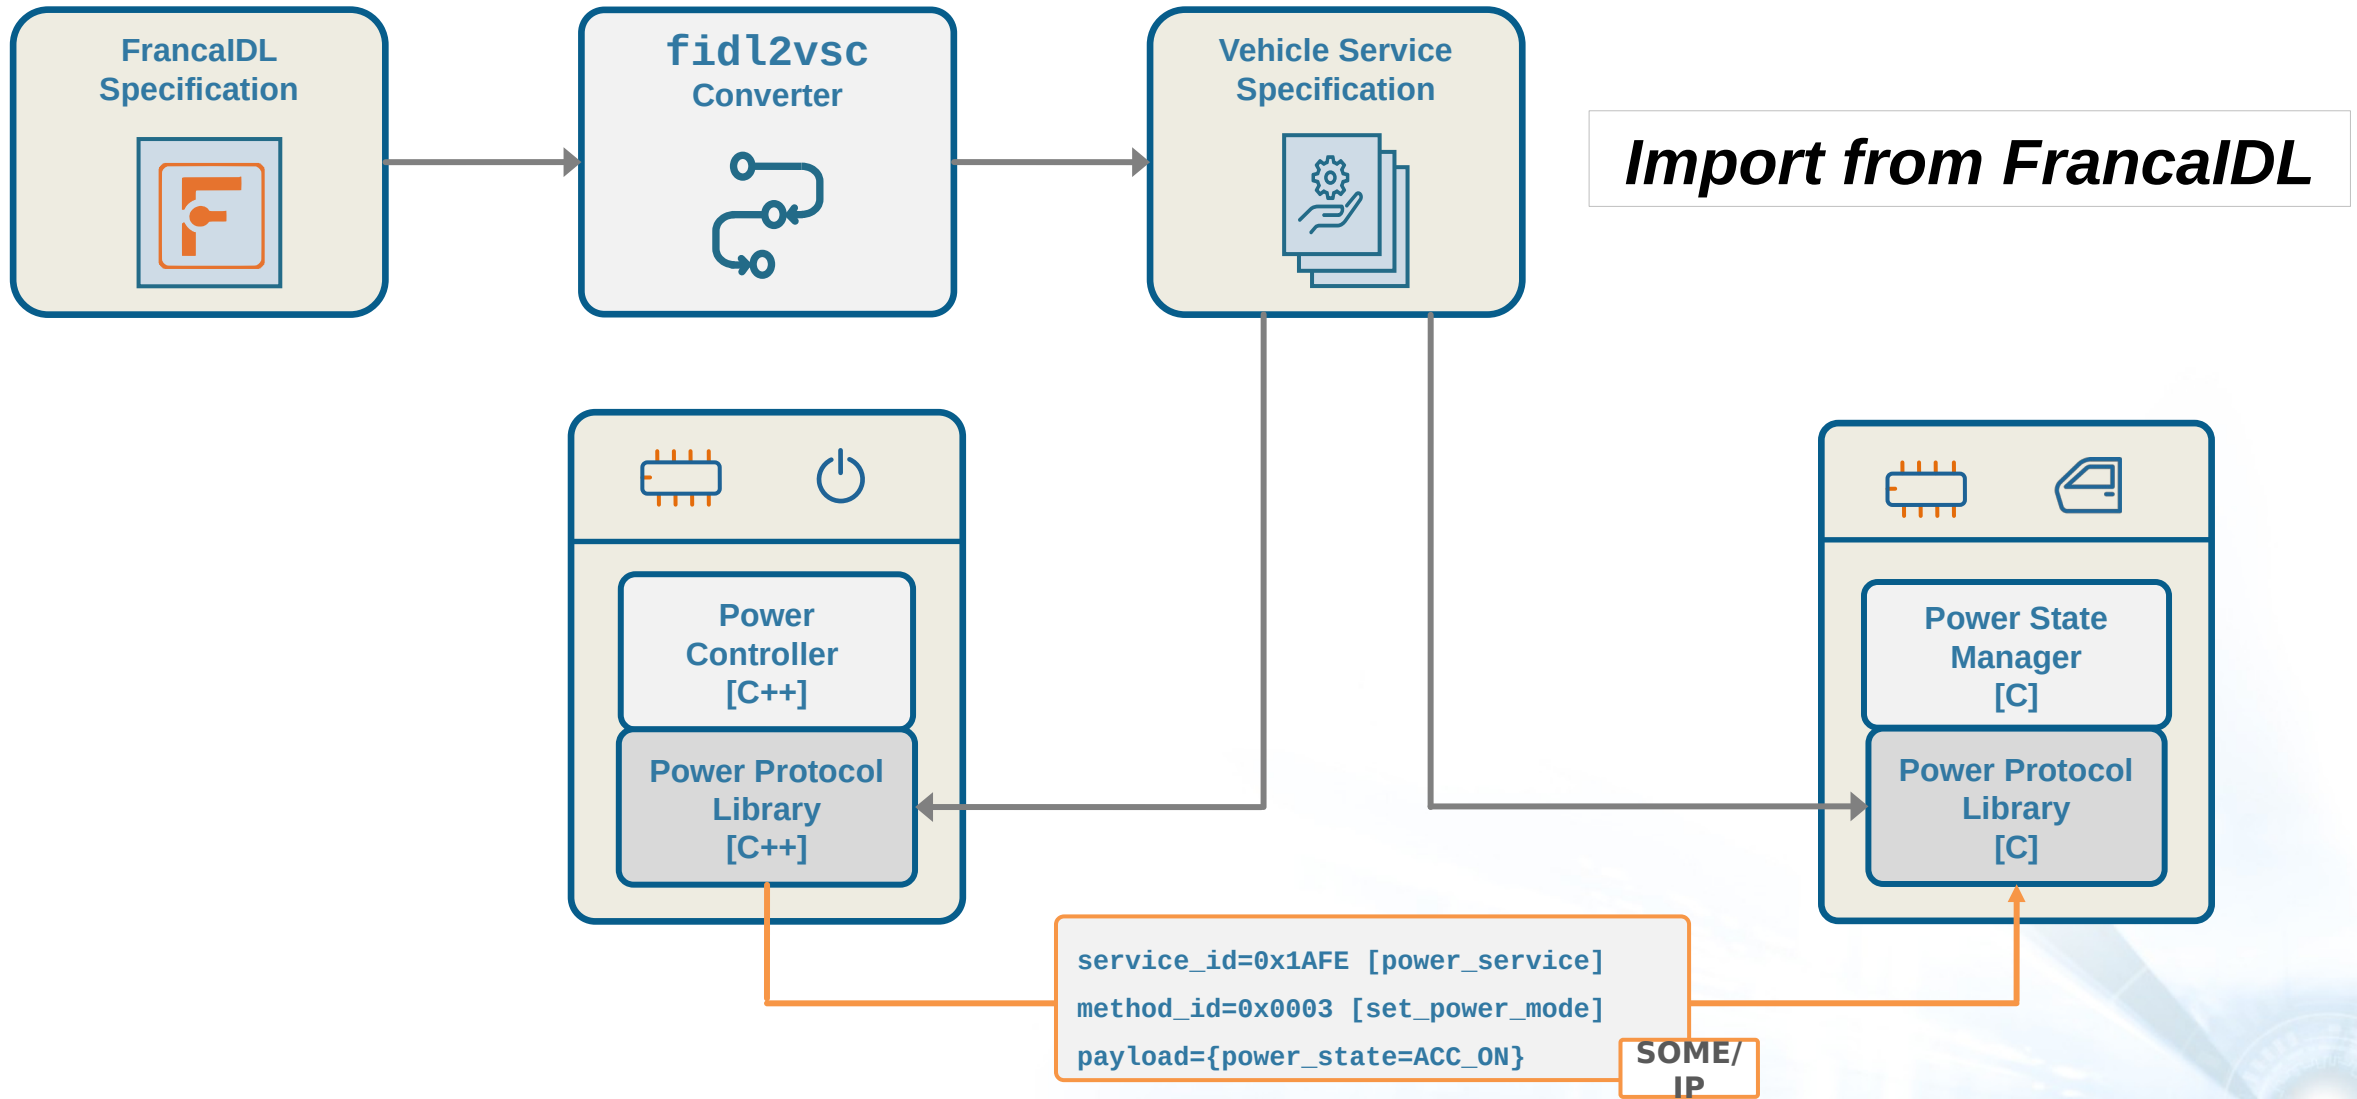 FrancaIDL
Specification
fidl2vsc
Converter
Vehicle Service
Specification
Import from FrancaIDL
Power
Controller
[C++]
Power Protocol
Library
[C++]
Power State
Manager
[C]
Power Protocol
Library
[C]
service_id=0x1AFE [power_service]
method_id=0x0003 [set_power_mode]
payload={power_state=ACC_ON}
SOME/
IP